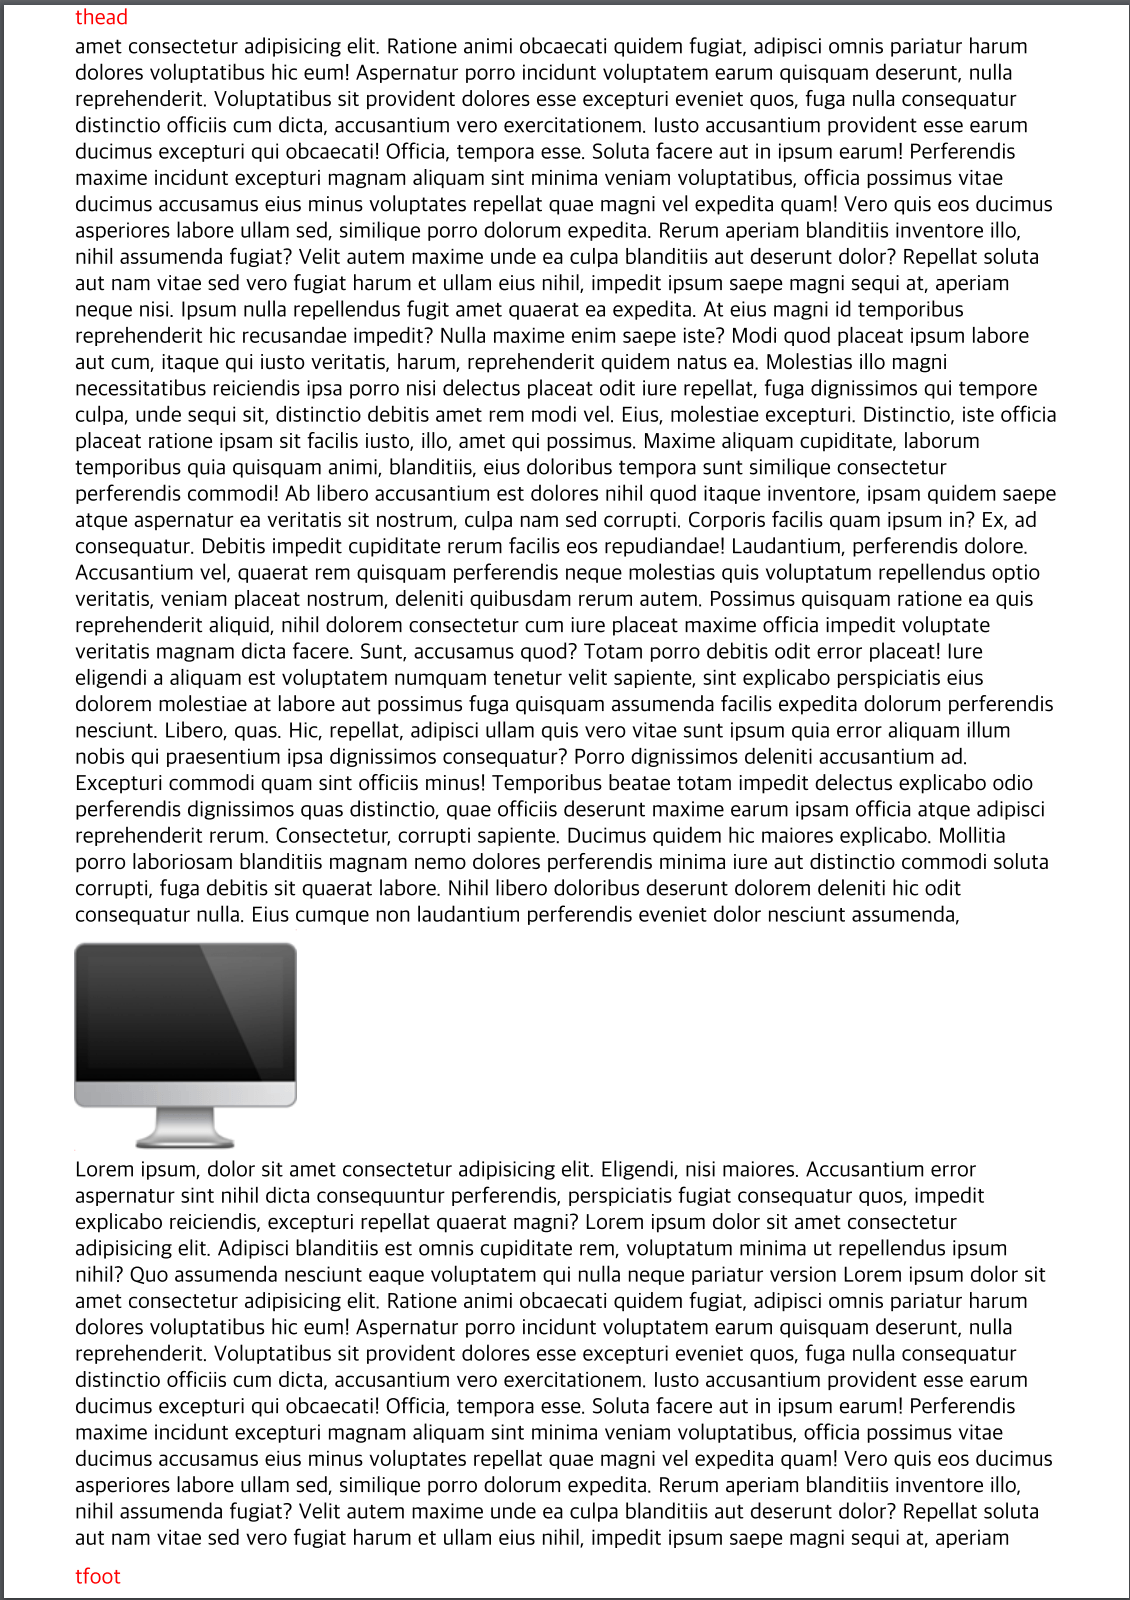 thead
amet consectetur adipisicing elit. Ratione animi obcaecati quidem fugiat, adipisci omnis pariatur harum
dolores voluptatibus hic eum! Aspernatur porro incidunt voluptatem earum quisquam deserunt, nulla
reprehenderit. Voluptatibus sit provident dolores esse excepturi eveniet quos, fuga nulla consequatur
distinctio officiis cum dicta, accusantium vero exercitationem. Iusto accusantium provident esse earum
ducimus excepturi qui obcaecati! Officia, tempora esse. Soluta facere aut in ipsum earum! Perferendis
maxime incidunt excepturi magnam aliquam sint minima veniam voluptatibus, officia possimus vitae
ducimus accusamus eius minus voluptates repellat quae magni vel expedita quam! Vero quis eos ducimus
asperiores labore ullam sed, similique porro dolorum expedita. Rerum aperiam blanditiis inventore illo,
nihil assumenda fugiat? Velit autem maxime unde ea culpa blanditiis aut deserunt dolor? Repellat soluta
aut nam vitae sed vero fugiat harum et ullam eius nihil, impedit ipsum saepe magni sequi at, aperiam
neque nisi. Ipsum nulla repellendus fugit amet quaerat ea expedita. At eius magni id temporibus
reprehenderit hic recusandae impedit? Nulla maxime enim saepe iste? Modi quod placeat ipsum labore
aut cum, itaque qui iusto veritatis, harum, reprehenderit quidem natus ea. Molestias illo magni
necessitatibus reiciendis ipsa porro nisi delectus placeat odit iure repellat, fuga dignissimos qui tempore
culpa, unde sequi sit, distinctio debitis amet rem modi vel. Eius, molestiae excepturi. Distinctio, iste officia
placeat ratione ipsam sit facilis iusto, illo, amet qui possimus. Maxime aliquam cupiditate, laborum
temporibus quia quisquam animi, blanditiis, eius doloribus tempora sunt similique consectetur
perferendis commodi! Ab libero accusantium est dolores nihil quod itaque inventore, ipsam quidem saepe
atque aspernatur ea veritatis sit nostrum, culpa nam sed corrupti. Corporis facilis quam ipsum in? Ex, ad
consequatur. Debitis impedit cupiditate rerum facilis eos repudiandae! Laudantium, perferendis dolore.
Accusantium vel, quaerat rem quisquam perferendis neque molestias quis voluptatum repellendus optio
veritatis, veniam placeat nostrum, deleniti quibusdam rerum autem. Possimus quisquam ratione ea quis
reprehenderit aliquid, nihil dolorem consectetur cum iure placeat maxime officia impedit voluptate
veritatis magnam dicta facere. Sunt, accusamus quod? Totam porro debitis odit error placeat! Iure
eligendi a aliquam est voluptatem numquam tenetur velit sapiente, sint explicabo perspiciatis eius
dolorem molestiae at labore aut possimus fuga quisquam assumenda facilis expedita dolorum perferendis
nesciunt. Libero, quas. Hic, repellat, adipisci ullam quis vero vitae sunt ipsum quia error aliquam illum
nobis qui praesentium ipsa dignissimos consequatur? Porro dignissimos deleniti accusantium ad.
Excepturi commodi quam sint officiis minus! Temporibus beatae totam impedit delectus explicabo odio
perferendis dignissimos quas distinctio, quae officiis deserunt maxime earum ipsam officia atque adipisci
reprehenderit rerum. Consectetur, corrupti sapiente. Ducimus quidem hic maiores explicabo. Mollitia
porro laboriosam blanditiis magnam nemo dolores perferendis minima iure aut distinctio commodi soluta
corrupti, fuga debitis sit quaerat labore. Nihil libero doloribus deserunt dolorem deleniti hic odit
consequatur nulla. Eius cumque non laudantium perferendis eveniet dolor nesciunt assumenda,
Lorem ipsum, dolor sit amet consectetur adipisicing elit. Eligendi, nisi maiores. Accusantium error
aspernatur sint nihil dicta consequuntur perferendis, perspiciatis fugiat consequatur quos, impedit
explicabo reiciendis, excepturi repellat quaerat magni? Lorem ipsum dolor sit amet consectetur
adipisicing elit. Adipisci blanditiis est omnis cupiditate rem, voluptatum minima ut repellendus ipsum
nihil? Quo assumenda nesciunt eaque voluptatem qui nulla neque pariatur version Lorem ipsum dolor sit
amet consectetur adipisicing elit. Ratione animi obcaecati quidem fugiat, adipisci omnis pariatur harum
dolores voluptatibus hic eum! Aspernatur porro incidunt voluptatem earum quisquam deserunt, nulla
reprehenderit. Voluptatibus sit provident dolores esse excepturi eveniet quos, fuga nulla consequatur
distinctio officiis cum dicta, accusantium vero exercitationem. Iusto accusantium provident esse earum
ducimus excepturi qui obcaecati! Officia, tempora esse. Soluta facere aut in ipsum earum! Perferendis
maxime incidunt excepturi magnam aliquam sint minima veniam voluptatibus, officia possimus vitae
ducimus accusamus eius minus voluptates repellat quae magni vel expedita quam! Vero quis eos ducimus
asperiores labore ullam sed, similique porro dolorum expedita. Rerum aperiam blanditiis inventore illo,
nihil assumenda fugiat? Velit autem maxime unde ea culpa blanditiis aut deserunt dolor? Repellat soluta
aut nam vitae sed vero fugiat harum et ullam eius nihil, impedit ipsum saepe magni sequi at, aperiam
tfoot